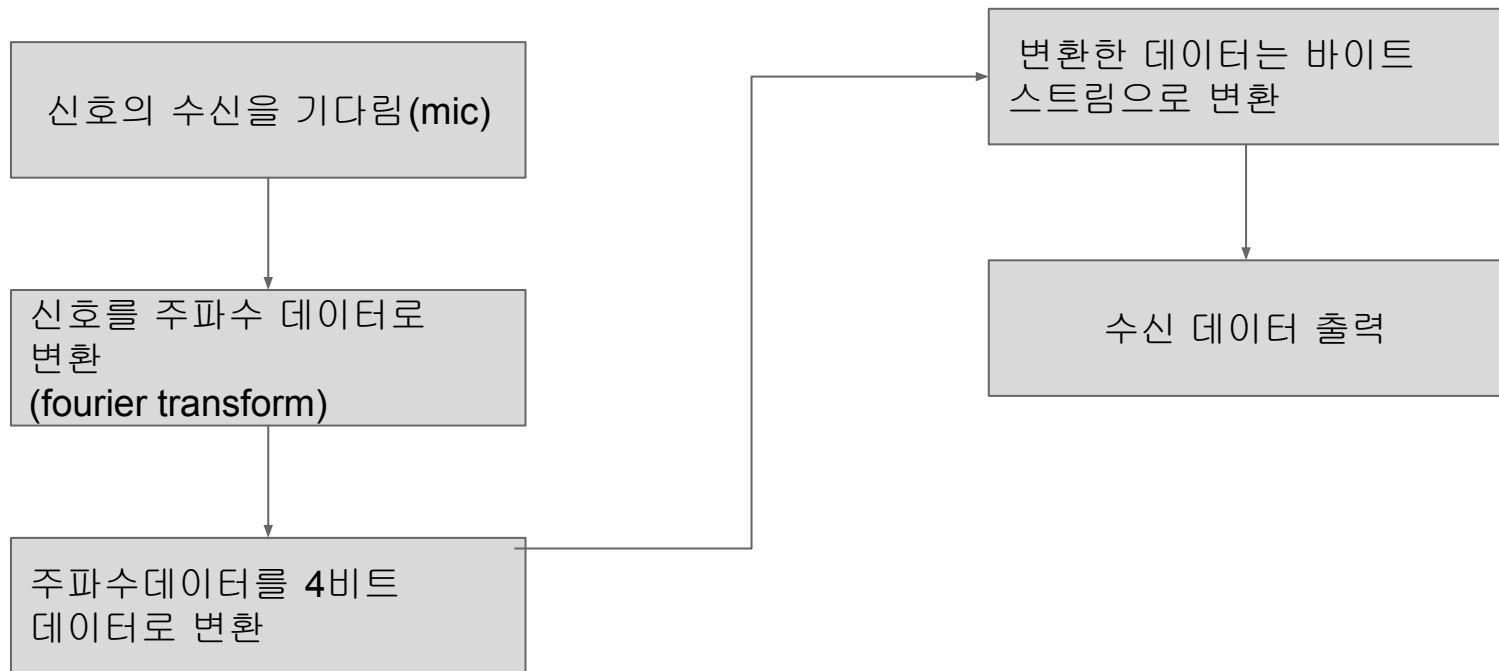 신호의 수신을 기다림(mic)
신호를 주파수 데이터로
변환
(fourier transform)
주파수데이터를 4비트
데이터로 변환
변환한 데이터는 바이트
스트림으로 변환
수신 데이터 출력